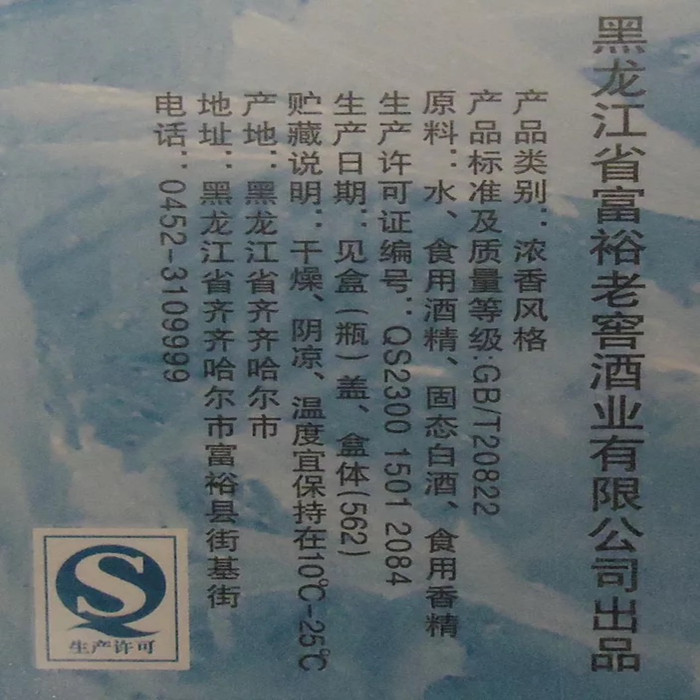 黑龙江省富裕老窖酒业有限公司出品
产品类别：浓香风格
产品标准及质量等级:GB/T20822
原料：水、食用酒精、固态白酒、食用香精
生产许可证编号：QS2300 1501 2084
生产日期：见盒(瓶)盖、盒体(562)
贮藏说明：干燥、阴凉、温度宜保持在10℃-25℃
产地：黑龙江省齐齐哈尔市
地址：黑龙江省齐齐哈尔市富裕县街基街
电话：0452-3109999
生产许可